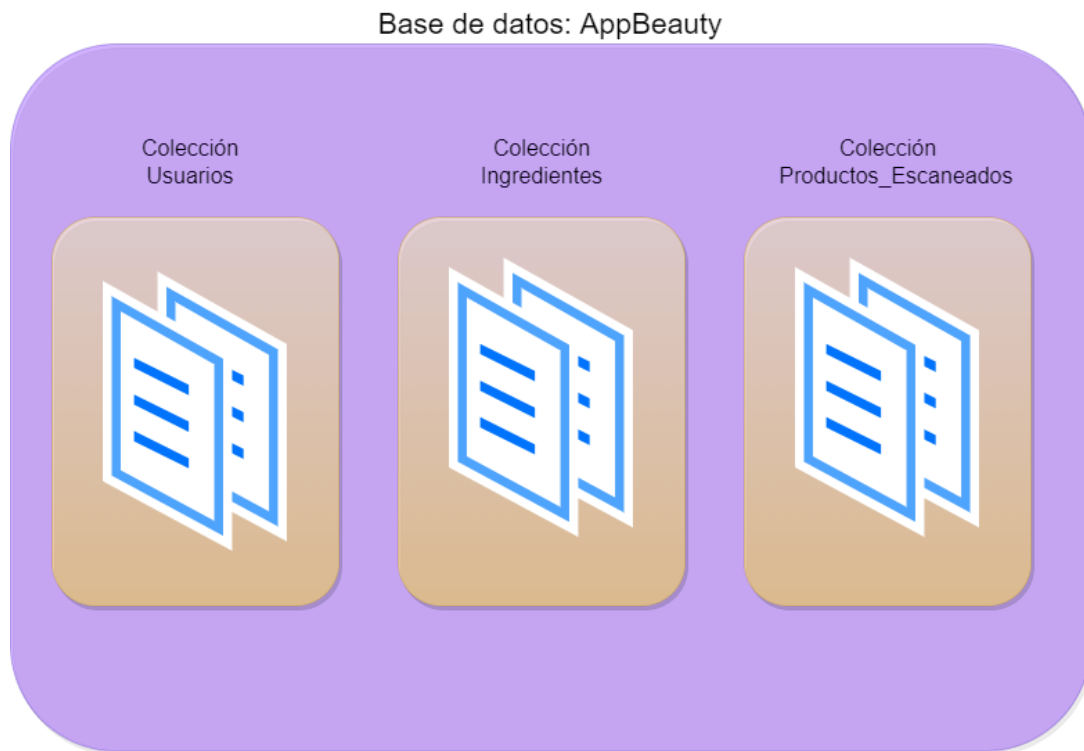 Base de datos: AppBeauty
Colección
Usuarios
Colección
Ingredientes
Colección
Productos_Escaneados